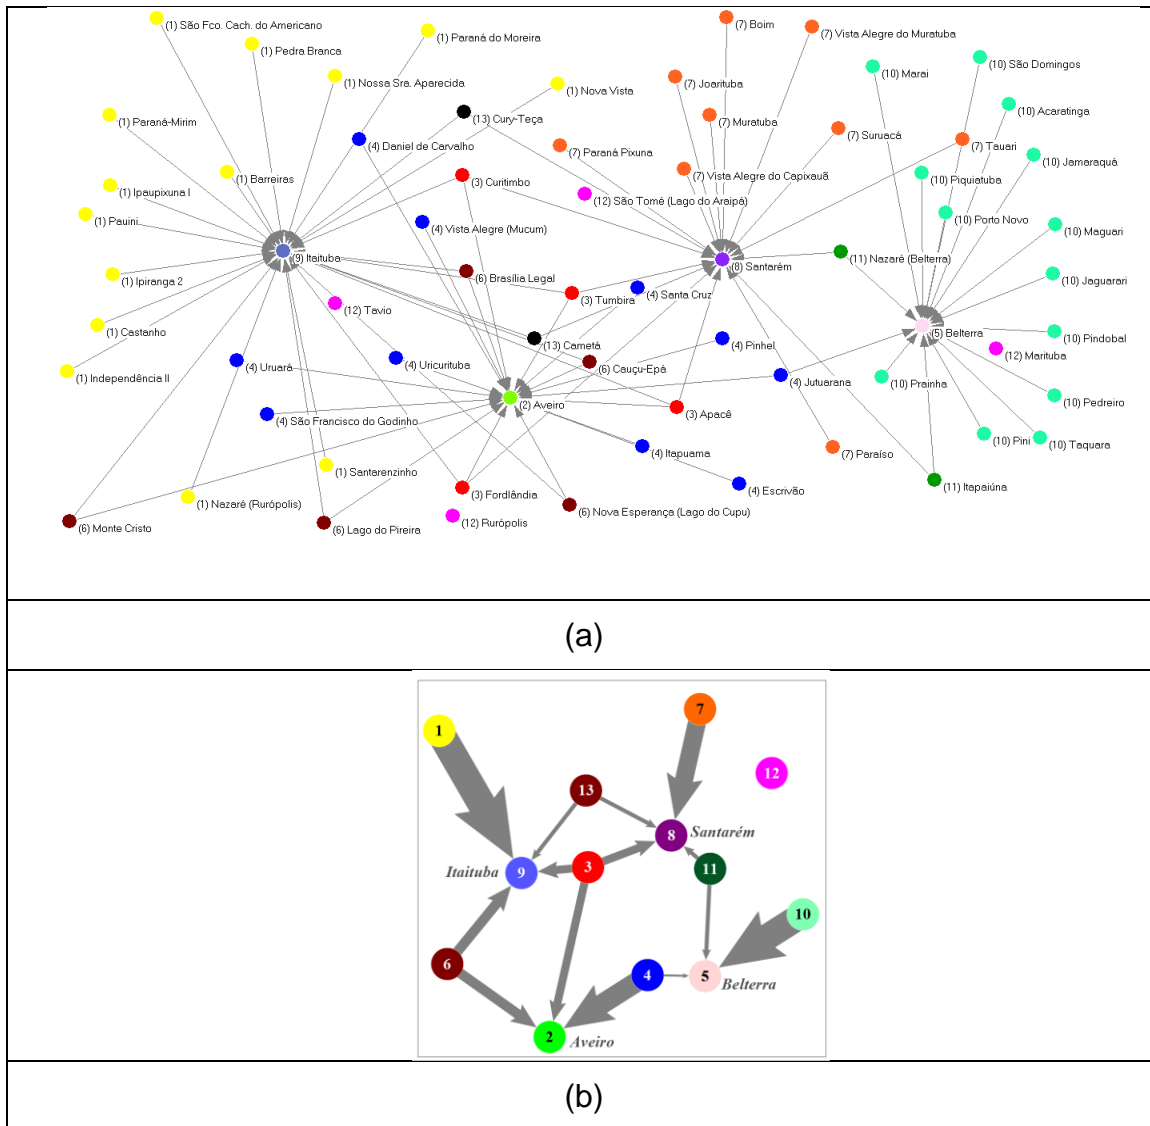 (1) São Fco. Cach. do Americano
(7) Boim
(7) Vista Alegre do Muratuba
(1) Paraná do Moreira
(1) Pedra Branca
(10) São Domingos
(10) Marai
(1) Nossa Sra. Aparecida
(7) Joarituba
(1) Nova Vista
(10) Acaratinga
(1) Paraná-Mirim
(13) Cury-Teça
(7) Muratuba
(7) Suruacá
(7) Tauari
(4) Daniel de Carvalho
(7) Paraná Pixuna
(10) Jamaraquá
(1) Barreiras
(3) Curitimbo
(7) Vista Alegre do Capixauã
(10) Piquiatuba
(1) Ipaupixuna I
(12) São Tomé (Lago do Araipá)
(1) Pauini
(4) Vista Alegre (Mucum)
(10) Porto Novo
(10) Maguari
(9) Itaituba
(8) Santarém
(11) Nazaré (Belterra)
(1) Ipiranga 2
(6) Brasília Legal
(10) Jaguarari
(4) Santa Cruz
(3) Tumbira
(12) Tavio
(1) Castanho
(5) Belterra
(10) Pindobal
(13) Cametá
(4) Pinhel
(12) Marituba
(4) Uruará
(4) Uricurituba
(6) Cauçu-Epá
(1) Independência II
(4) Jutuarana
(10) Prainha
(2) Aveiro
(10) Pedreiro
(4) São Francisco do Godinho
(3) Apacê
(10) Pini
(10) Taquara
(4) Itapuama
(7) Paraíso
(1) Santarenzinho
(4) Escrivão
(11) Itapaiúna
(3) Fordlândia
(1) Nazaré (Rurópolis)
(6) Nova Esperança (Lago do Cupu)
(6) Monte Cristo
(12) Rurópolis
(6) Lago do Pireira
(a)
7
1
12
13
8 Santarém
Itaituba 9
3
11
10
6
4
5 Belterra
2 Aveiro
(b)